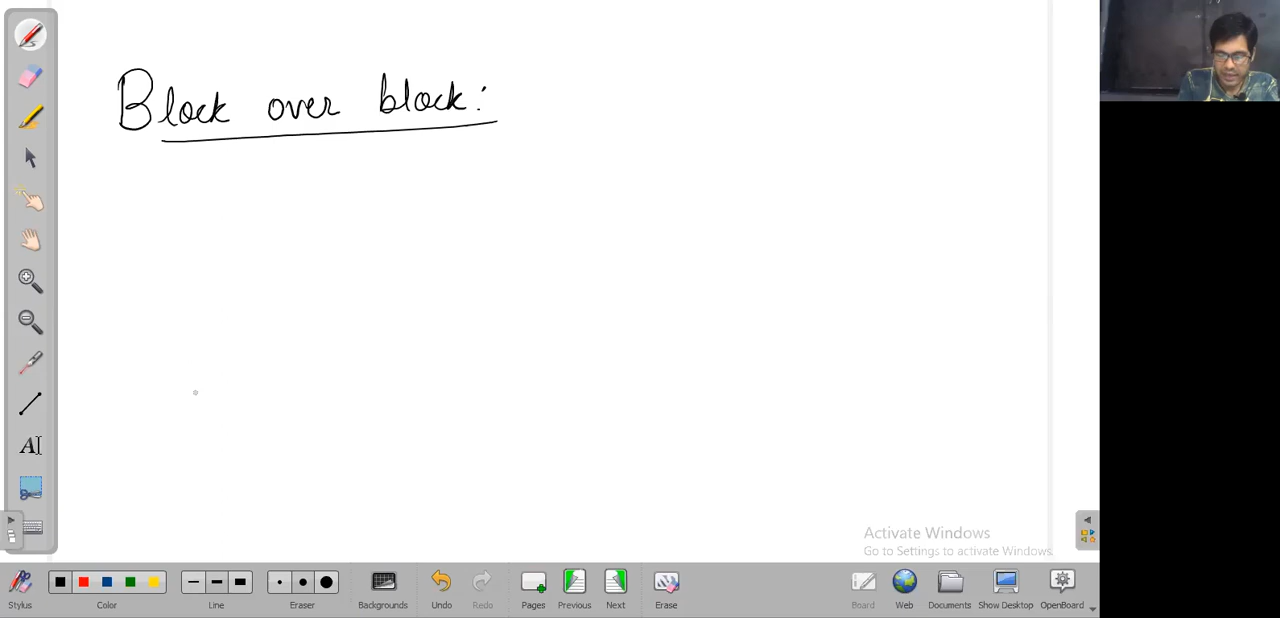 Block over block:
Activate Windows
Go to Settings to activate Windows.
Stylus
Color
Line
Eraser
Backgrounds
Undo
Redo
Pages
Previous
Next
Erase
Board
Web
Documents
Show Desktop
OpenBoard